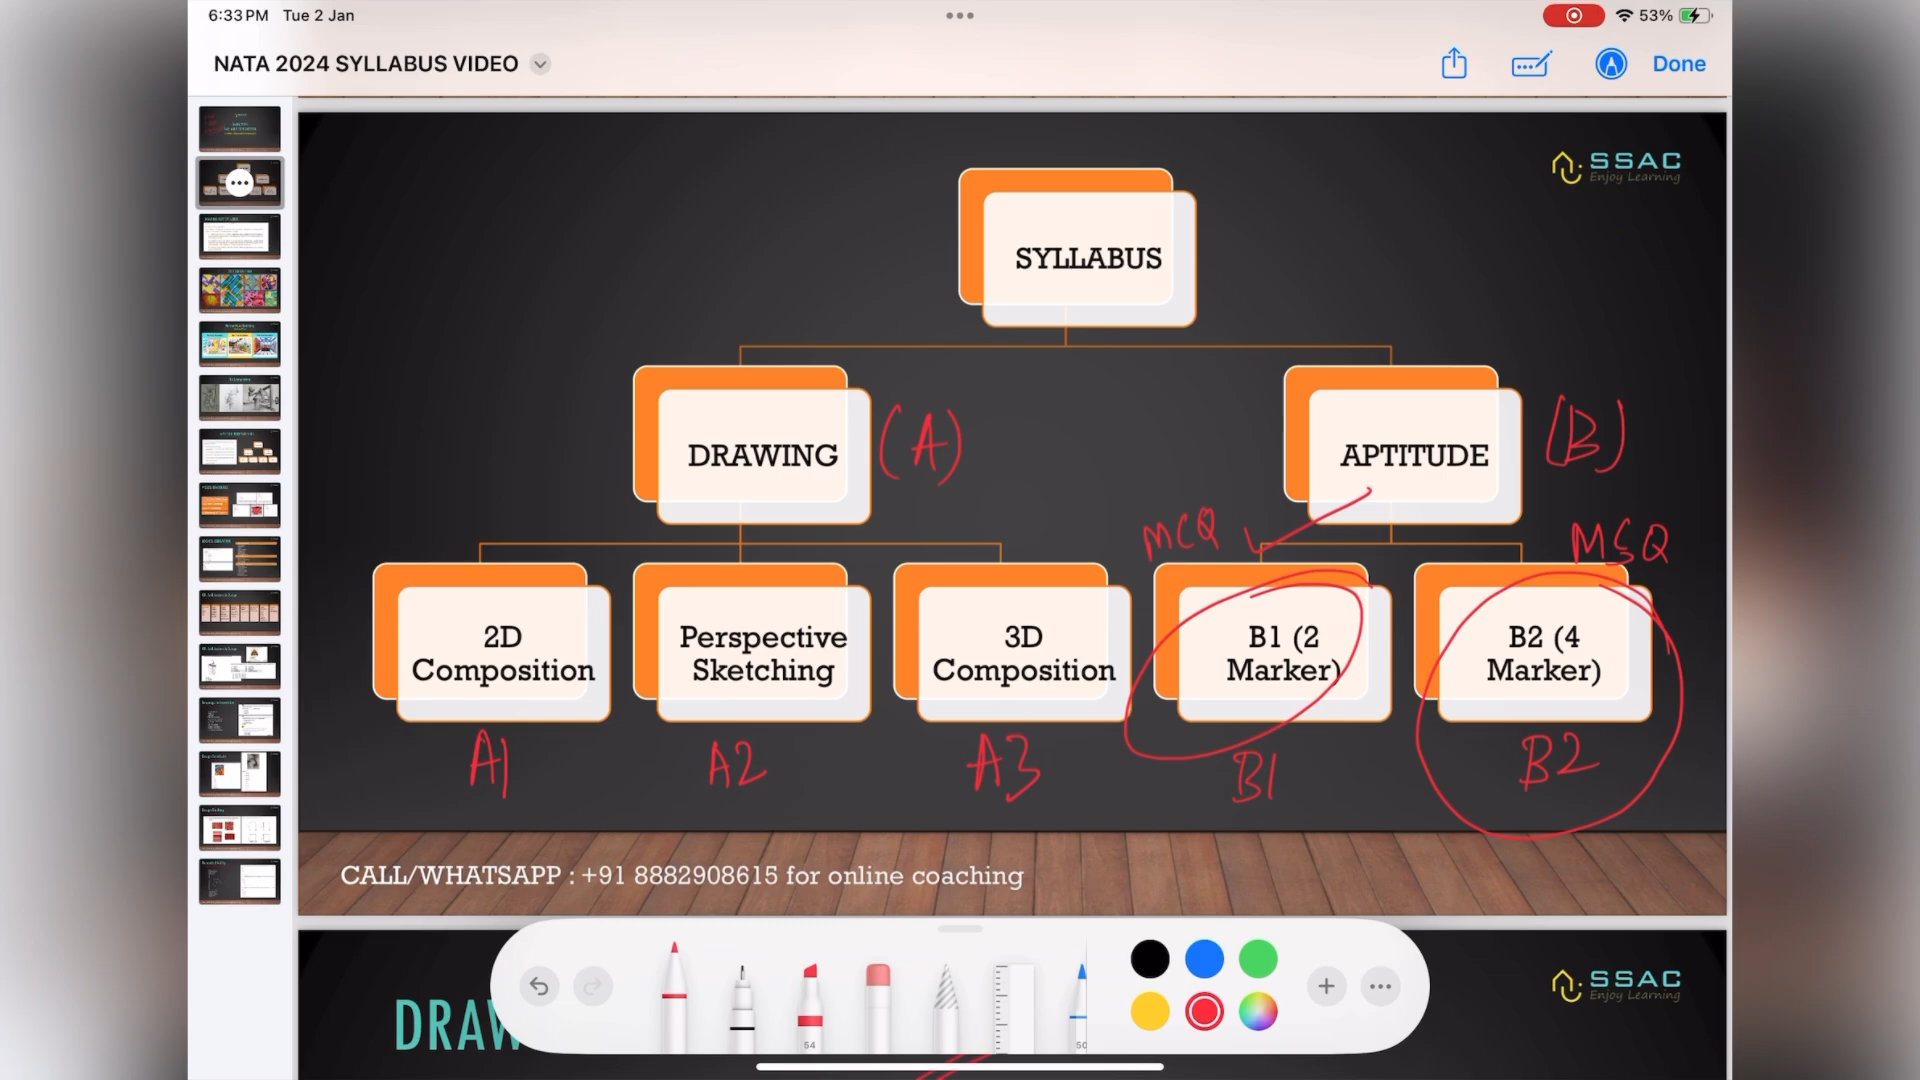 6:33 PM Tue 2 Jan
53%
NATA 2024 SYLLABUS VIDEO
Done
SSAC
Enjoy Learning
SYLLABUS
DRAWING
(A)
APTITUDE
(B)
MCQ
MSQ
2D
Composition
Perspective
Sketching
3D
Composition
B1 (2
Marker)
B2 (4
Marker)
A1
A2
A3
B1
B2
CALL/WHATSAPP : +91 8882908615 for online coaching
SSAC
Enjoy Learning
54
50